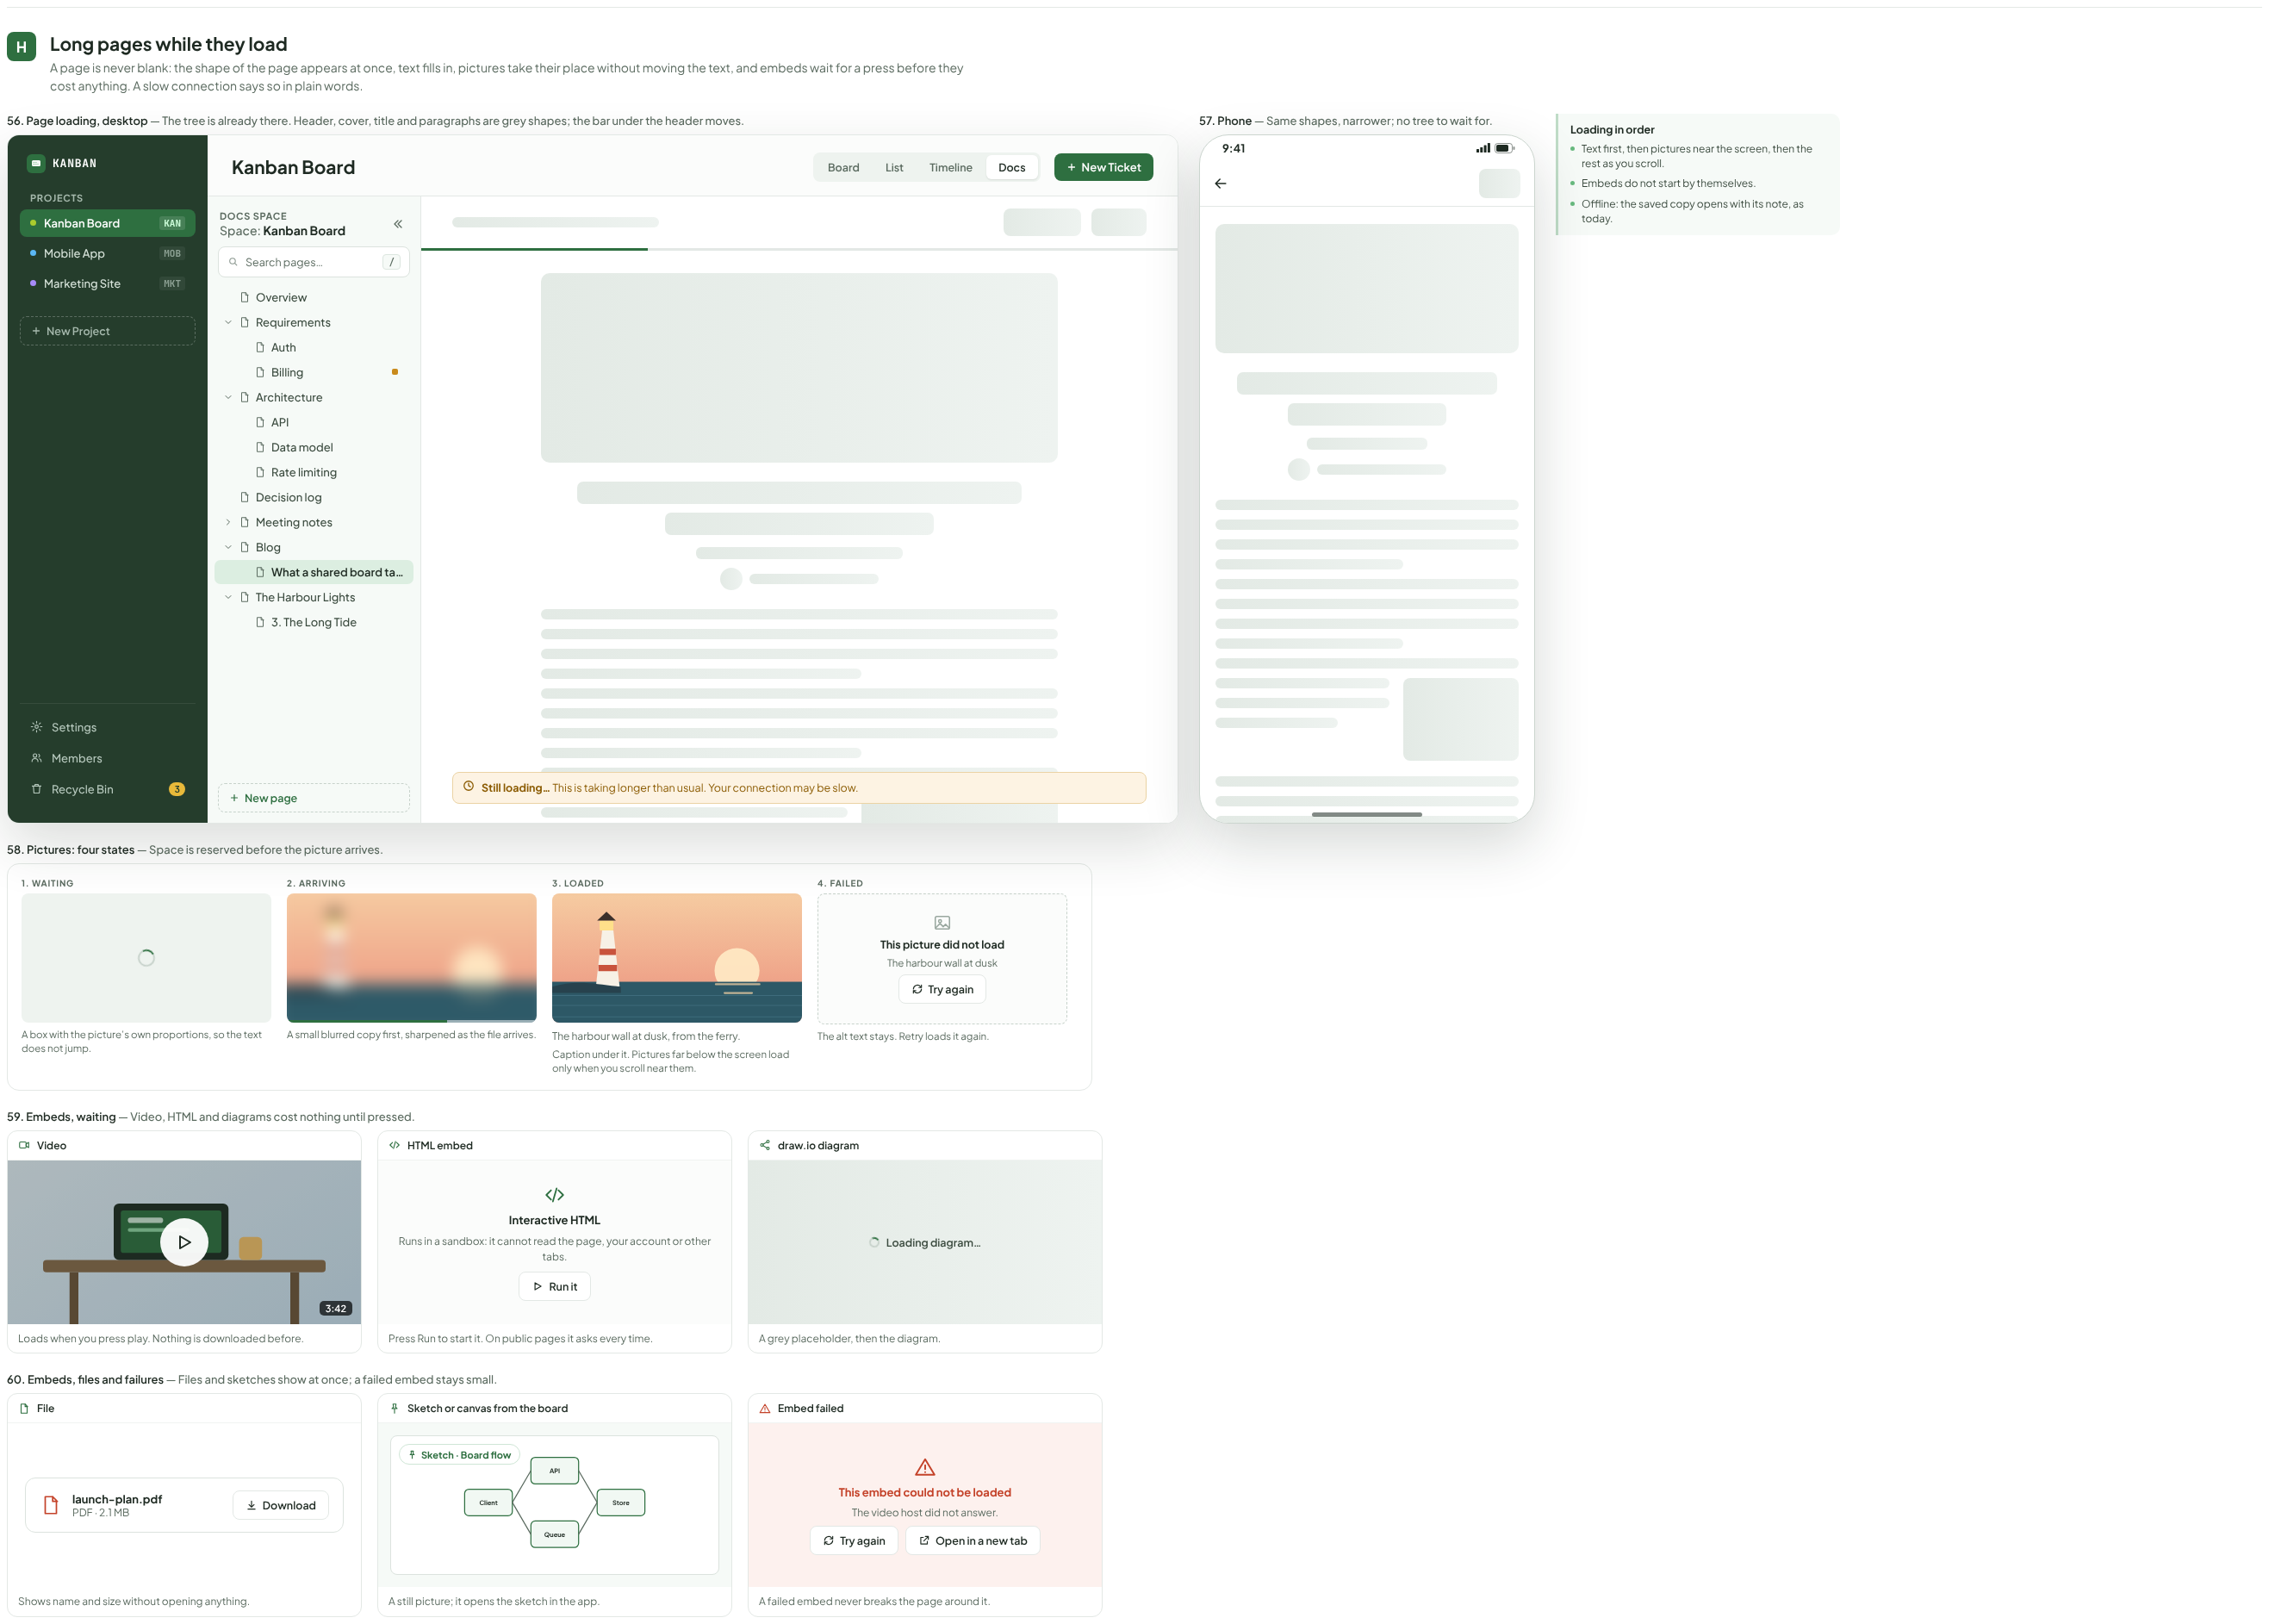 H
Long pages while they load
A page is never blank: the shape of the page appears at once, text fills in, pictures take their place without moving the text, and embeds wait for a press before they
cost anything. A slow connection says so in plain words.
56. Page loading, desktop — The tree is already there. Header, cover, title and paragraphs are grey shapes; the bar under the header moves.
KANBAN
PROJECTS
Kanban Board KAN
Mobile App MOB
Marketing Site MKT
+ New Project
Settings
Members
Recycle Bin 3
Kanban Board
Board List Timeline Docs
+ New Ticket
DOCS SPACE
Space: Kanban Board
Search pages… /
Overview
Requirements
Auth
Billing
Architecture
API
Data model
Rate limiting
Decision log
Meeting notes
Blog
What a shared board ta…
The Harbour Lights
3. The Long Tide
+ New page
Still loading… This is taking longer than usual. Your connection may be slow.
57. Phone — Same shapes, narrower; no tree to wait for.
9:41
Loading in order
Text first, then pictures near the screen, then the
rest as you scroll.
Embeds do not start by themselves.
Offline: the saved copy opens with its note, as
today.
58. Pictures: four states — Space is reserved before the picture arrives.
1. WAITING
A box with the picture's own proportions, so the text
does not jump.
2. ARRIVING
A small blurred copy first, sharpened as the file arrives.
3. LOADED
The harbour wall at dusk, from the ferry.
Caption under it. Pictures far below the screen load
only when you scroll near them.
4. FAILED
This picture did not load
The harbour wall at dusk
Try again
The alt text stays. Retry loads it again.
59. Embeds, waiting — Video, HTML and diagrams cost nothing until pressed.
Video
3:42
Loads when you press play. Nothing is downloaded before.
HTML embed
Interactive HTML
Runs in a sandbox: it cannot read the page, your account or other
tabs.
Run it
Press Run to start it. On public pages it asks every time.
draw.io diagram
Loading diagram…
A grey placeholder, then the diagram.
60. Embeds, files and failures — Files and sketches show at once; a failed embed stays small.
File
launch-plan.pdf
PDF · 2.1 MB
Download
Shows name and size without opening anything.
Sketch or canvas from the board
Sketch · Board flow
API
Client
Store
Queue
A still picture; it opens the sketch in the app.
Embed failed
This embed could not be loaded
The video host did not answer.
Try again
Open in a new tab
A failed embed never breaks the page around it.